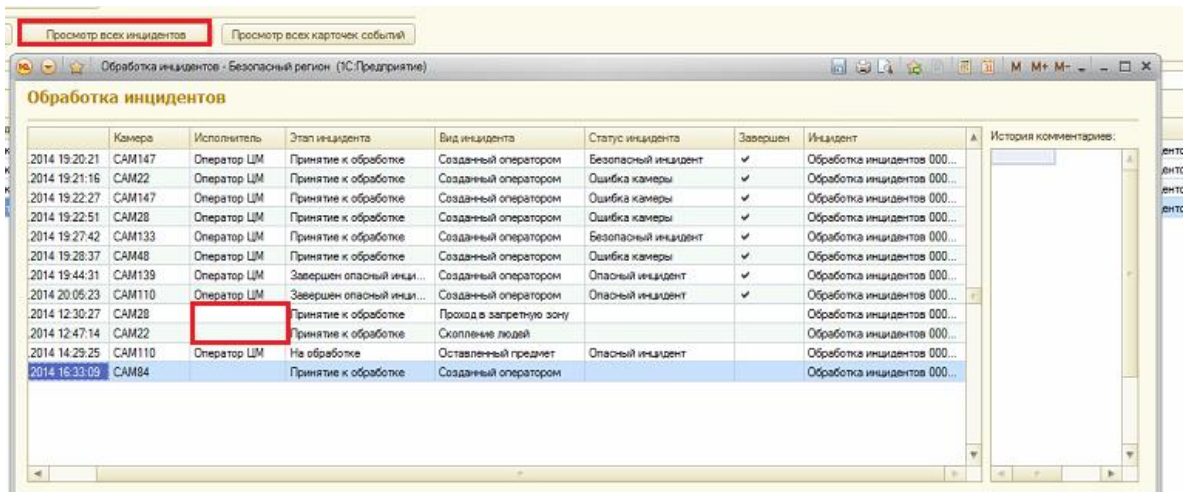 Просмотр всех инцидентов Просмотр всех карточек событий
Обработка инцидентов - Безопасный регион (1С:Предприятие) M M+ M-
Обработка инцидентов
Камера Исполнитель Этап инцидента Вид инцидента Статус инцидента Завершен Инцидент История комментариев:
.2014 19:20:21 CAM147 Оператор ЦМ Принятие к обработке Созданный оператором Безопасный инцидент ✔ Обработка инцидентов 000...
.2014 19:21:16 CAM22 Оператор ЦМ Принятие к обработке Созданный оператором Ошибка камеры ✔ Обработка инцидентов 000...
.2014 19:22:27 CAM147 Оператор ЦМ Принятие к обработке Созданный оператором Ошибка камеры ✔ Обработка инцидентов 000...
.2014 19:22:51 CAM28 Оператор ЦМ Принятие к обработке Созданный оператором Ошибка камеры ✔ Обработка инцидентов 000...
.2014 19:27:42 CAM133 Оператор ЦМ Принятие к обработке Созданный оператором Безопасный инцидент ✔ Обработка инцидентов 000...
.2014 19:28:37 CAM48 Оператор ЦМ Принятие к обработке Созданный оператором Ошибка камеры ✔ Обработка инцидентов 000...
.2014 19:44:31 CAM139 Оператор ЦМ Завершен опасный инци... Созданный оператором Опасный инцидент ✔ Обработка инцидентов 000...
.2014 20:05:23 CAM110 Оператор ЦМ Завершен опасный инци... Созданный оператором Опасный инцидент ✔ Обработка инцидентов 000...
.2014 12:30:27 CAM28 Принятие к обработке Проход в запретную зону Обработка инцидентов 000...
.2014 12:47:14 CAM22 Принятие к обработке Скопление людей Обработка инцидентов 000...
.2014 14:29:25 CAM110 Оператор ЦМ На обработке Оставленный предмет Опасный инцидент Обработка инцидентов 000...
.2014 16:33:09 CAM84 Принятие к обработке Созданный оператором Обработка инцидентов 000...